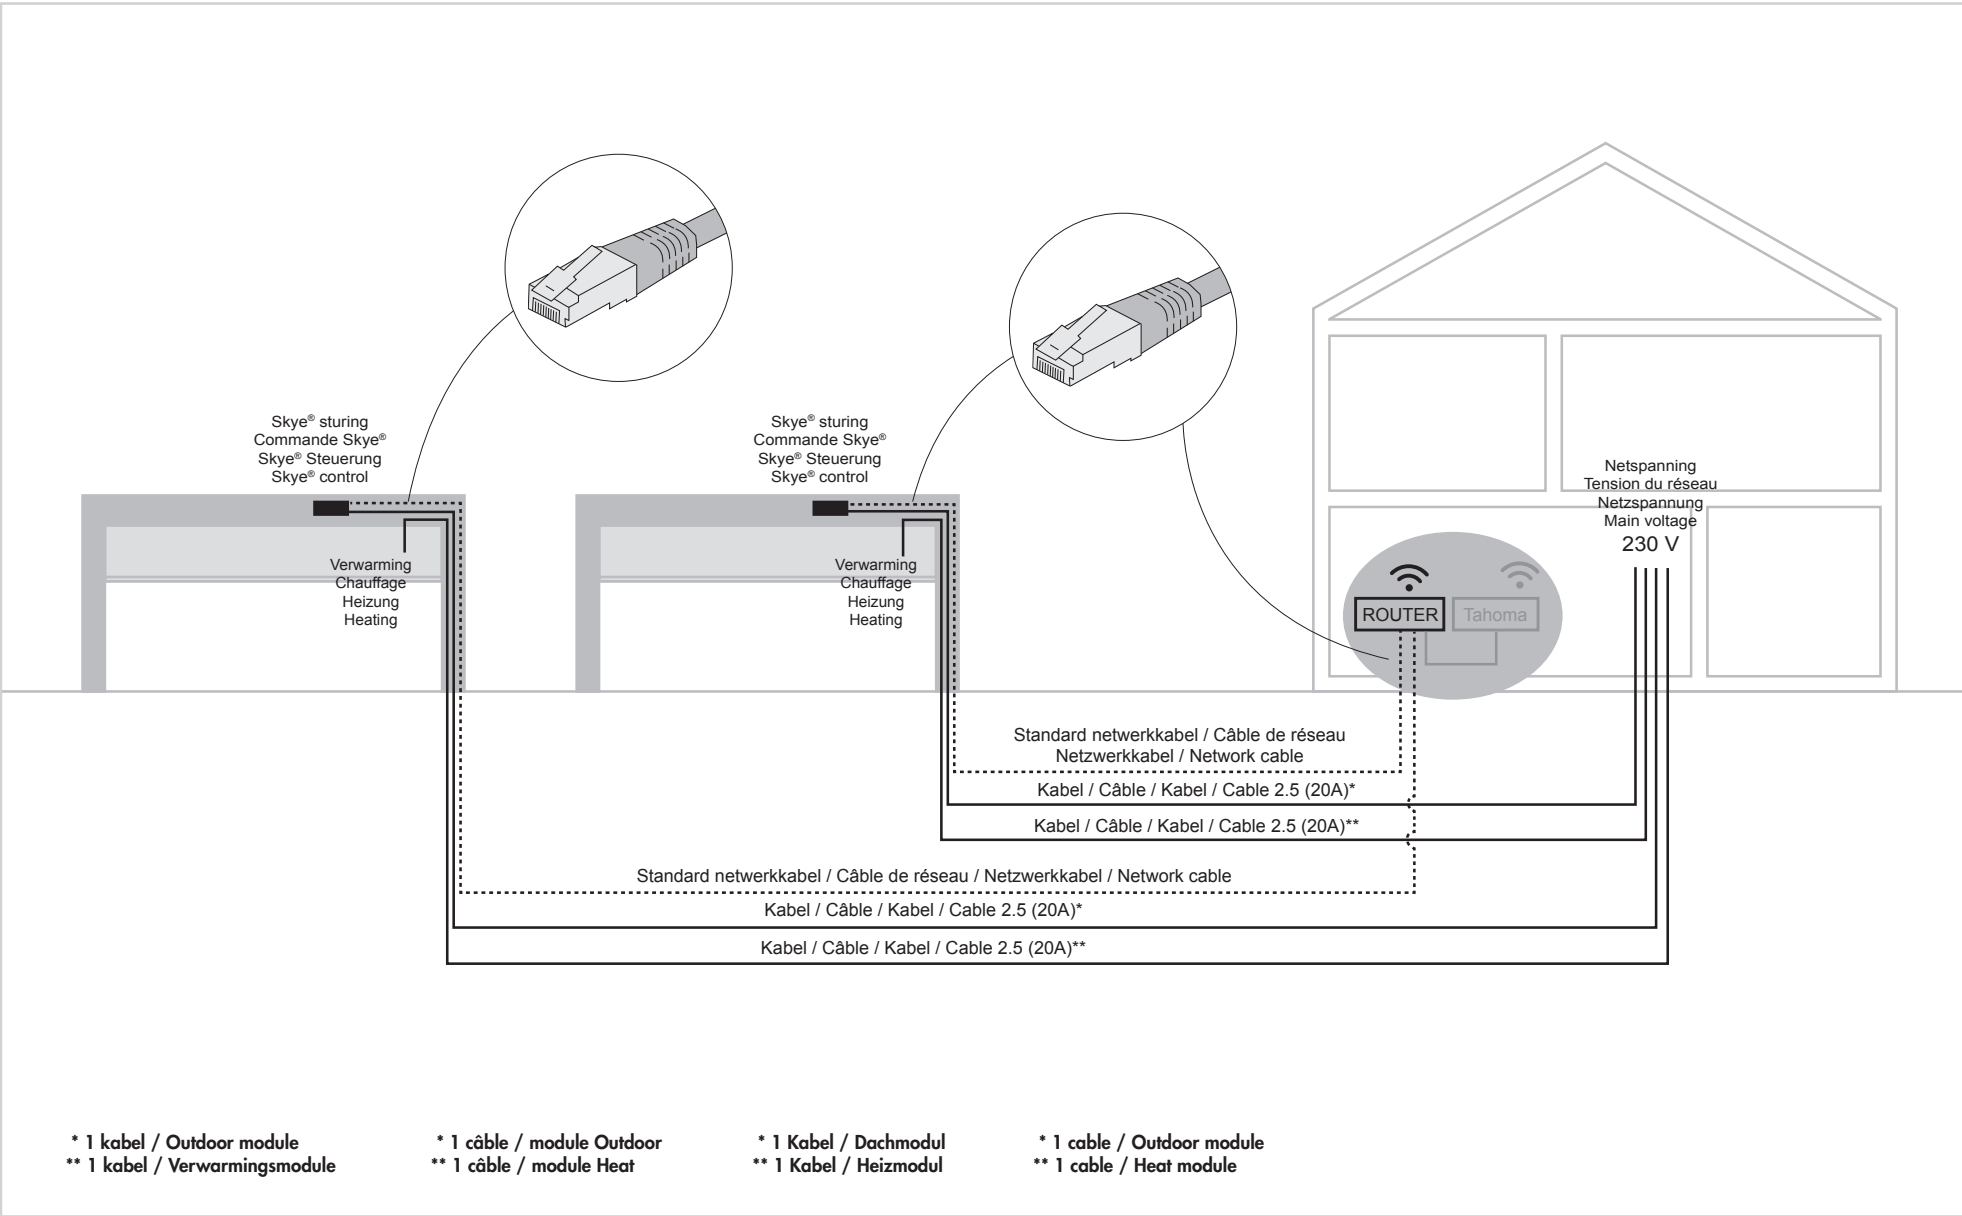 Skye® sturing
Commande Skye®
Skye® Steuerung
Skye® control
Skye® sturing
Commande Skye®
Skye® Steuerung
Skye® control
Netspanning
Tension du réseau
Netzspannung
Main voltage
230 V
Verwarming
Chauffage
Heizung
Heating
Verwarming
Chauffage
Heizung
Heating
ROUTER
Tahoma
Standard netwerkkabel / Câble de réseau
Netzwerkkabel / Network cable
Kabel / Câble / Kabel / Cable 2.5 (20A)*
Kabel / Câble / Kabel / Cable 2.5 (20A)**
Standard netwerkkabel / Câble de réseau / Netzwerkkabel / Network cable
Kabel / Câble / Kabel / Cable 2.5 (20A)*
Kabel / Câble / Kabel / Cable 2.5 (20A)**
* 1 kabel / Outdoor module
** 1 kabel / Verwarmingsmodule
* 1 câble / module Outdoor
** 1 câble / module Heat
* 1 Kabel / Dachmodul
** 1 Kabel / Heizmodul
* 1 cable / Outdoor module
** 1 cable / Heat module